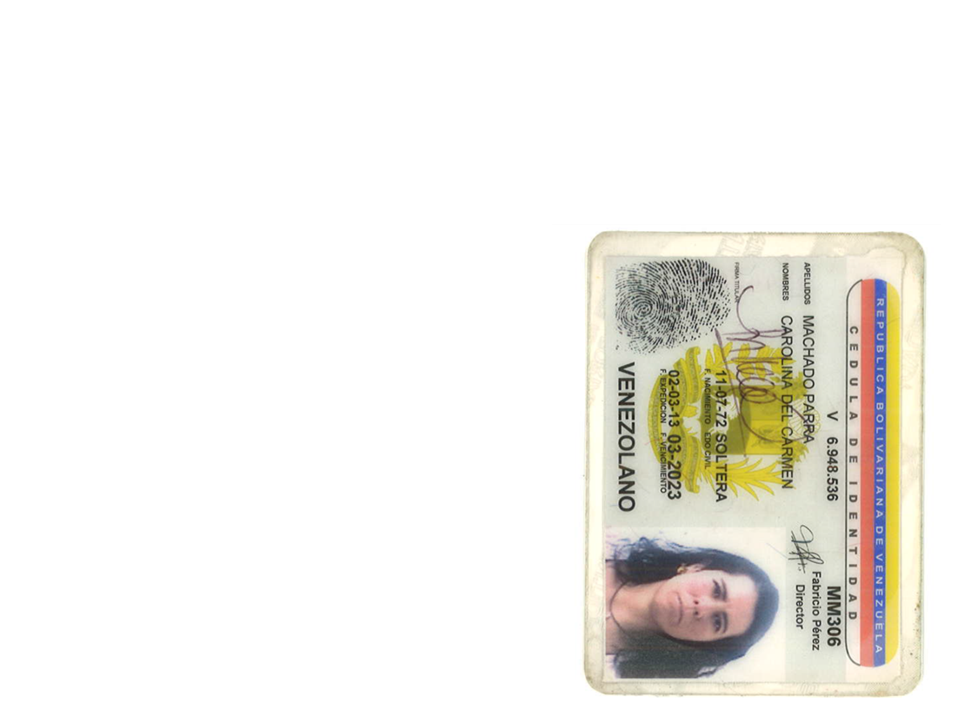 REPUBLICA BOLIVARIANA DE VENEZUELA
CEDULA DE IDENTIDAD
V 6.948.536 MM306
Fabricio Pérez
Director
APELLIDOS MACHADO PARRA
NOMBRES CAROLINA DEL CARMEN
FIRMA TITULAR
11-07-72 SOLTERA
F. NACIMIENTO EDO CIVIL
02-03-13 03-2023
F. EXPEDICION F. VENCIMIENTO
VENEZOLANO